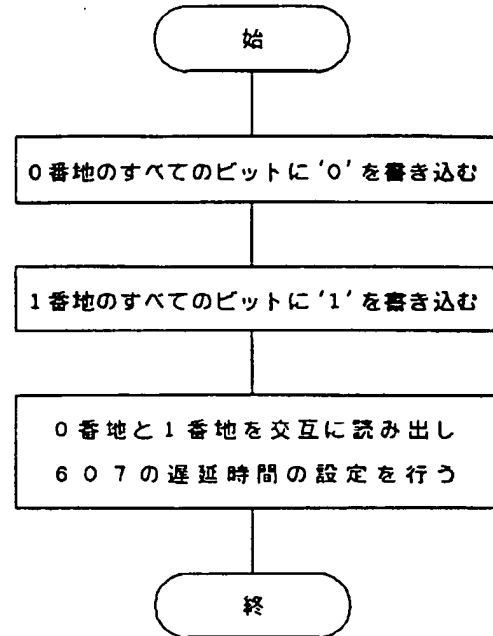 始
0番地のすべてのビットに'0'を書き込む
1番地のすべてのビットに'1'を書き込む
0番地と1番地を交互に読み出し
607の遅延時間の設定を行う
終